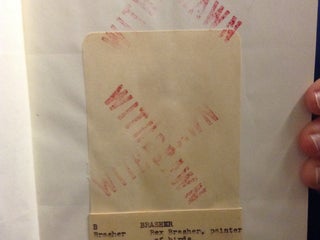 WITHDRAWN
WITHDRAWN
B BRASHER
Brasher Rex Brasher, painter
of birds